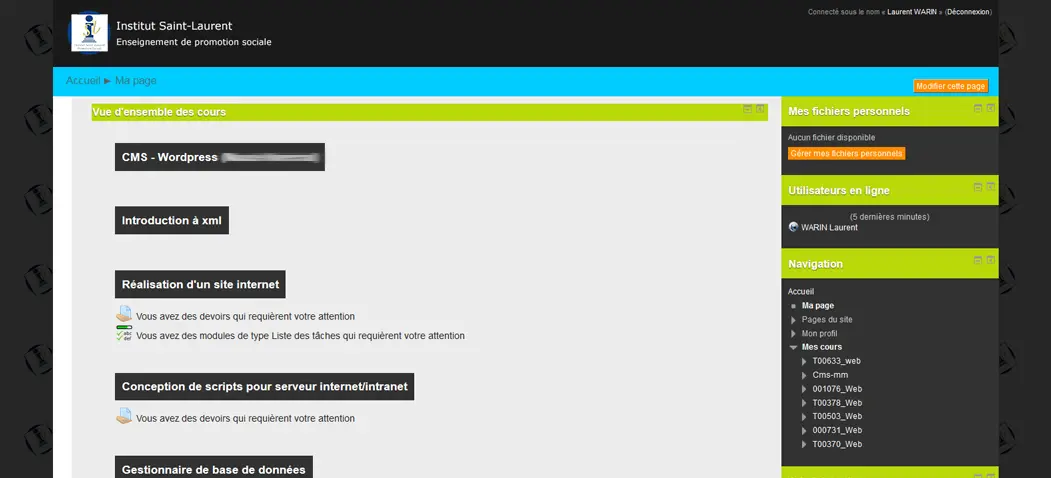 Institut Saint-Laurent
Enseignement de promotion sociale
Connecté sous le nom « Laurent WARIN » (Déconnexion)
Accueil ► Ma page
Modifier cette page
Vue d'ensemble des cours
CMS - Wordpress
Introduction à xml
Réalisation d'un site internet
Vous avez des devoirs qui requièrent votre attention
Vous avez des modules de type Liste des tâches qui requièrent votre attention
Conception de scripts pour serveur internet/intranet
Vous avez des devoirs qui requièrent votre attention
Gestionnaire de base de données
Mes fichiers personnels
Aucun fichier disponible
Gérer mes fichiers personnels
Utilisateurs en ligne
(5 dernières minutes)
WARIN Laurent
Navigation
Accueil
Ma page
Pages du site
Mon profil
Mes cours
T00633_web
Cms-mm
001076_Web
T00378_Web
T00503_Web
000731_Web
T00370_Web